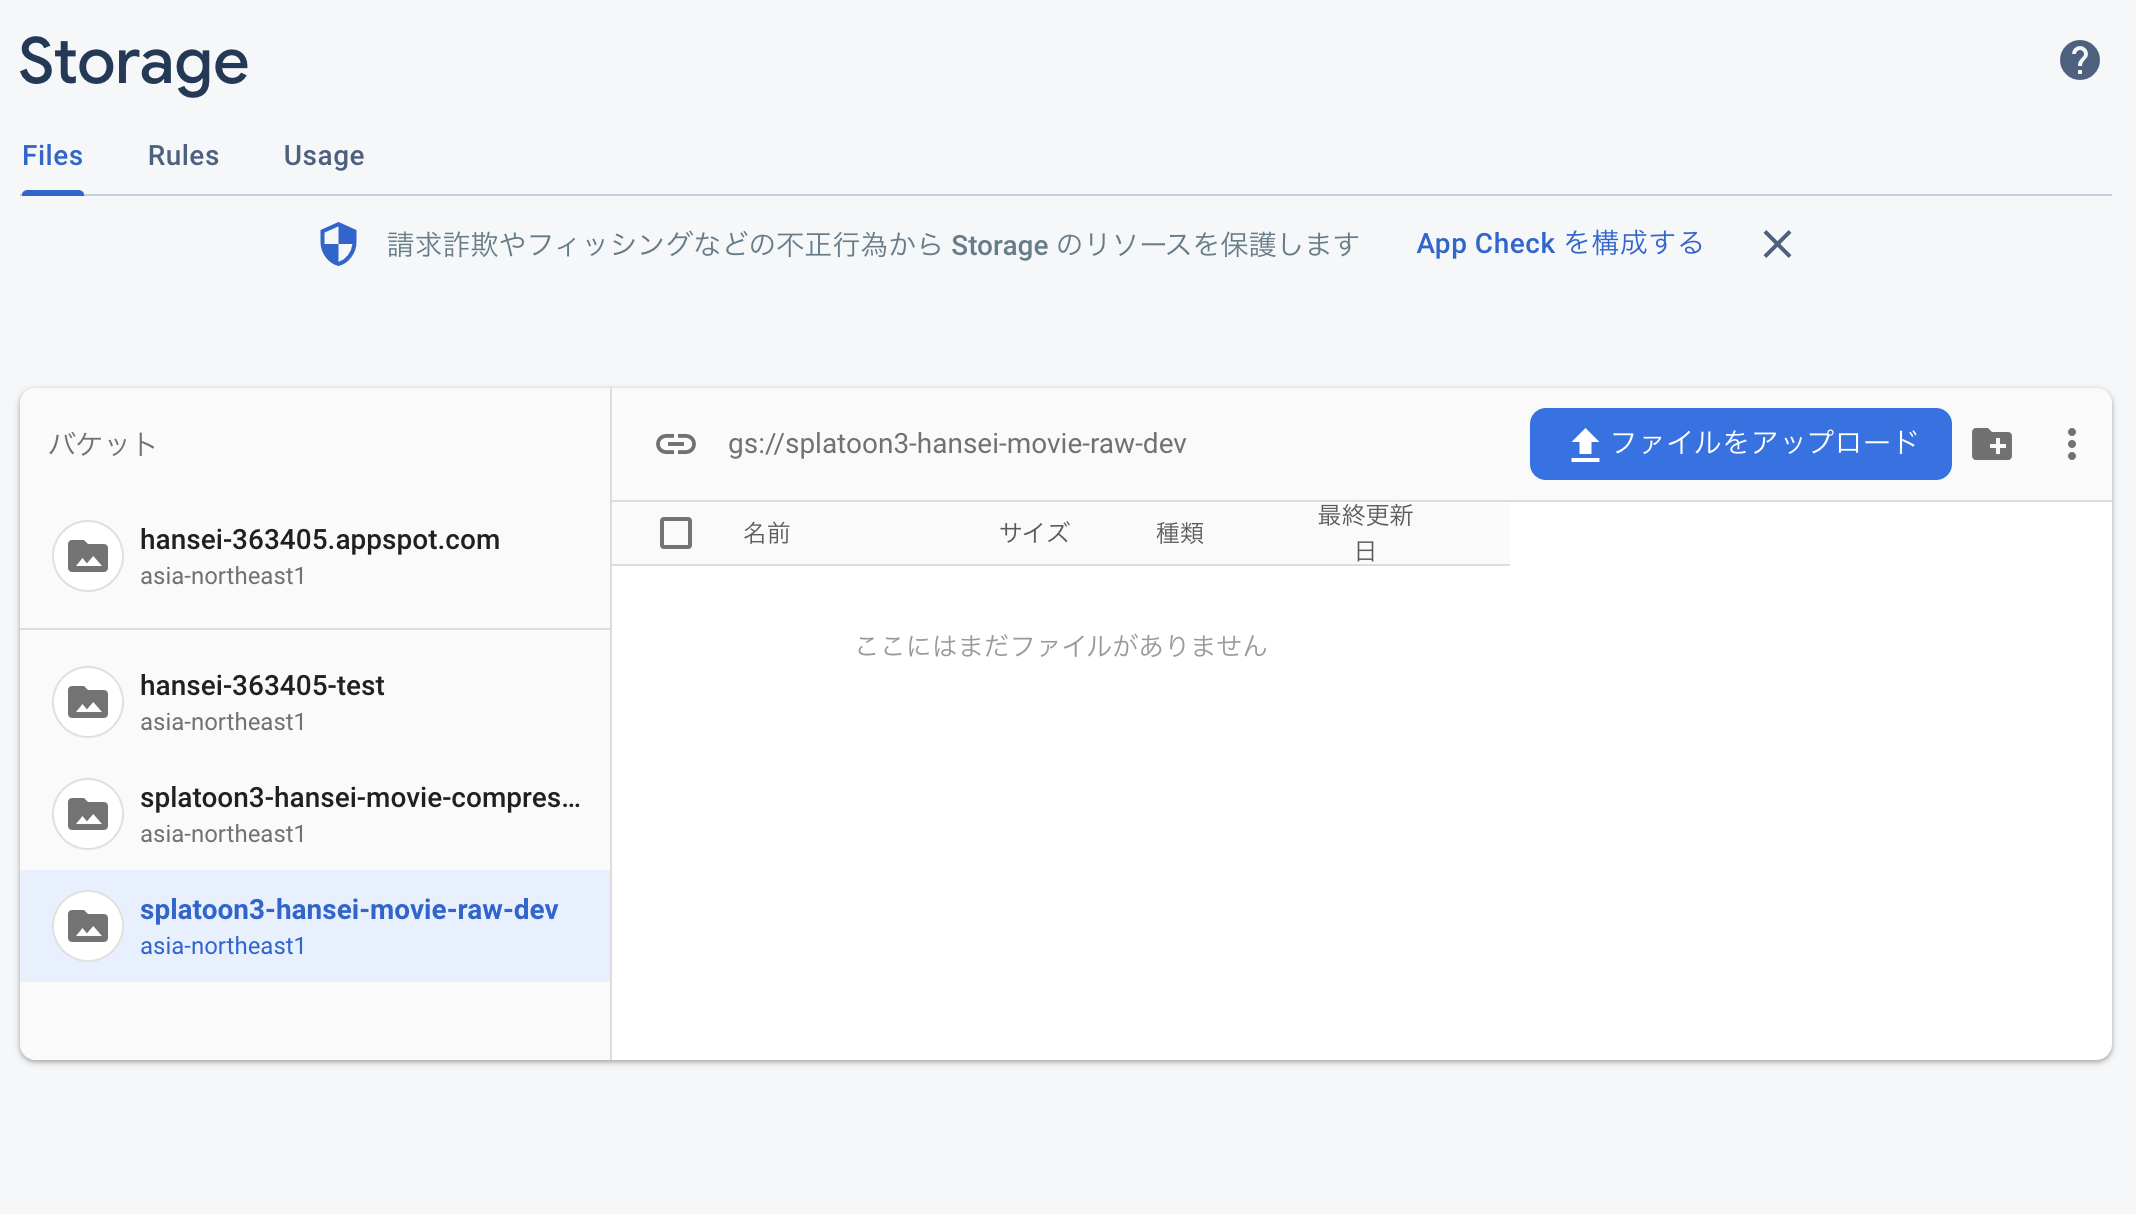 Storage
Files
Rules
Usage
請求詐欺やフィッシングなどの不正行為から Storage のリソースを保護します
App Check を構成する
バケット
hansei-363405.appspot.com
asia-northeast1
hansei-363405-test
asia-northeast1
splatoon3-hansei-movie-compres...
asia-northeast1
splatoon3-hansei-movie-raw-dev
asia-northeast1
gs://splatoon3-hansei-movie-raw-dev
ファイルをアップロード
名前
サイズ
種類
最終更新
日
ここにはまだファイルがありません